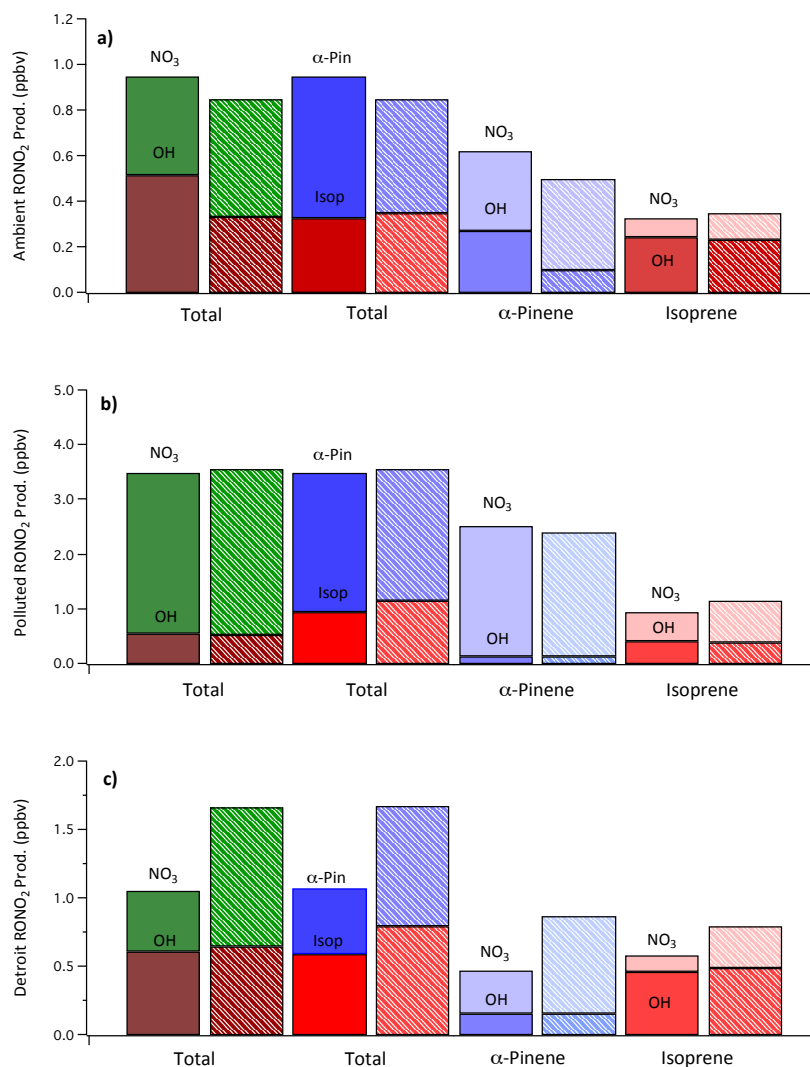 a)
Ambient RONO₂ Prod. (ppbv)
1.2
1.0
0.8
0.6
0.4
0.2
0.0
NO₃
OH
α-Pin
Isop
NO₃
OH
NO₃
OH
Total
Total
α-Pinene
Isoprene
b)
Polluted RONO₂ Prod. (ppbv)
5.0
4.0
3.0
2.0
1.0
0.0
NO₃
OH
α-Pin
Isop
NO₃
OH
NO₃
OH
Total
Total
α-Pinene
Isoprene
c)
Detroit RONO₂ Prod. (ppbv)
2.0
1.5
1.0
0.5
0.0
NO₃
OH
α-Pin
Isop
NO₃
OH
NO₃
OH
Total
Total
α-Pinene
Isoprene